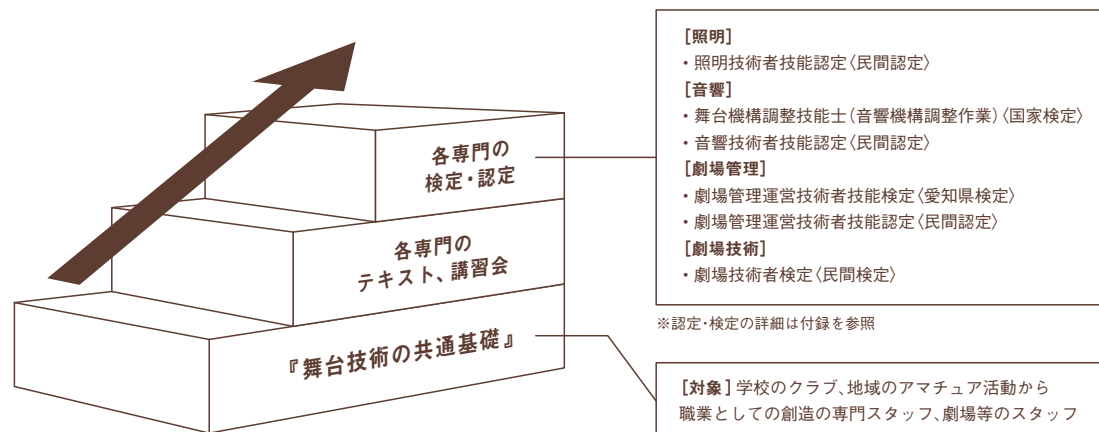 各専門の
検定・認定
各専門の
テキスト、講習会
『舞台技術の共通基礎』
[照明]
・照明技術者技能認定〈民間認定〉
[音響]
・舞台機構調整技能士(音響機構調整作業)〈国家検定〉
・音響技術者技能認定〈民間認定〉
[劇場管理]
・劇場管理運営技術者技能検定〈愛知県検定〉
・劇場管理運営技術者技能認定〈民間認定〉
[劇場技術]
・劇場技術者検定〈民間検定〉
※認定・検定の詳細は付録を参照
[対象]学校のクラブ、地域のアマチュア活動から
職業としての創造の専門スタッフ、劇場等のスタッフ